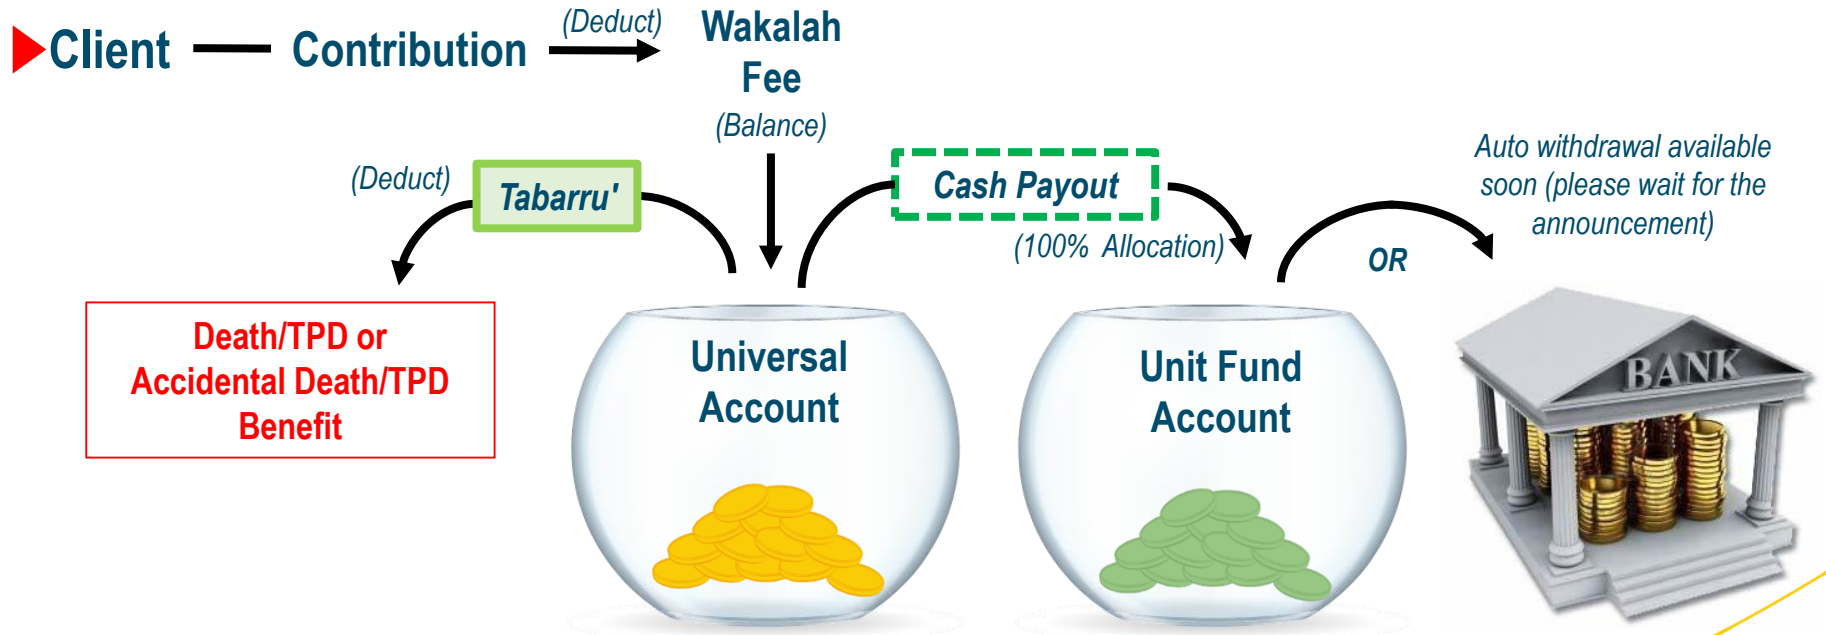 Client
Contribution
(Deduct)
Wakalah
Fee
(Balance)
(Deduct)
Tabarru'
Cash Payout
(100% Allocation)
OR
Auto withdrawal available
soon (please wait for the
announcement)
Death/TPD or
Accidental Death/TPD
Benefit
Universal
Account
Unit Fund
Account
BANK